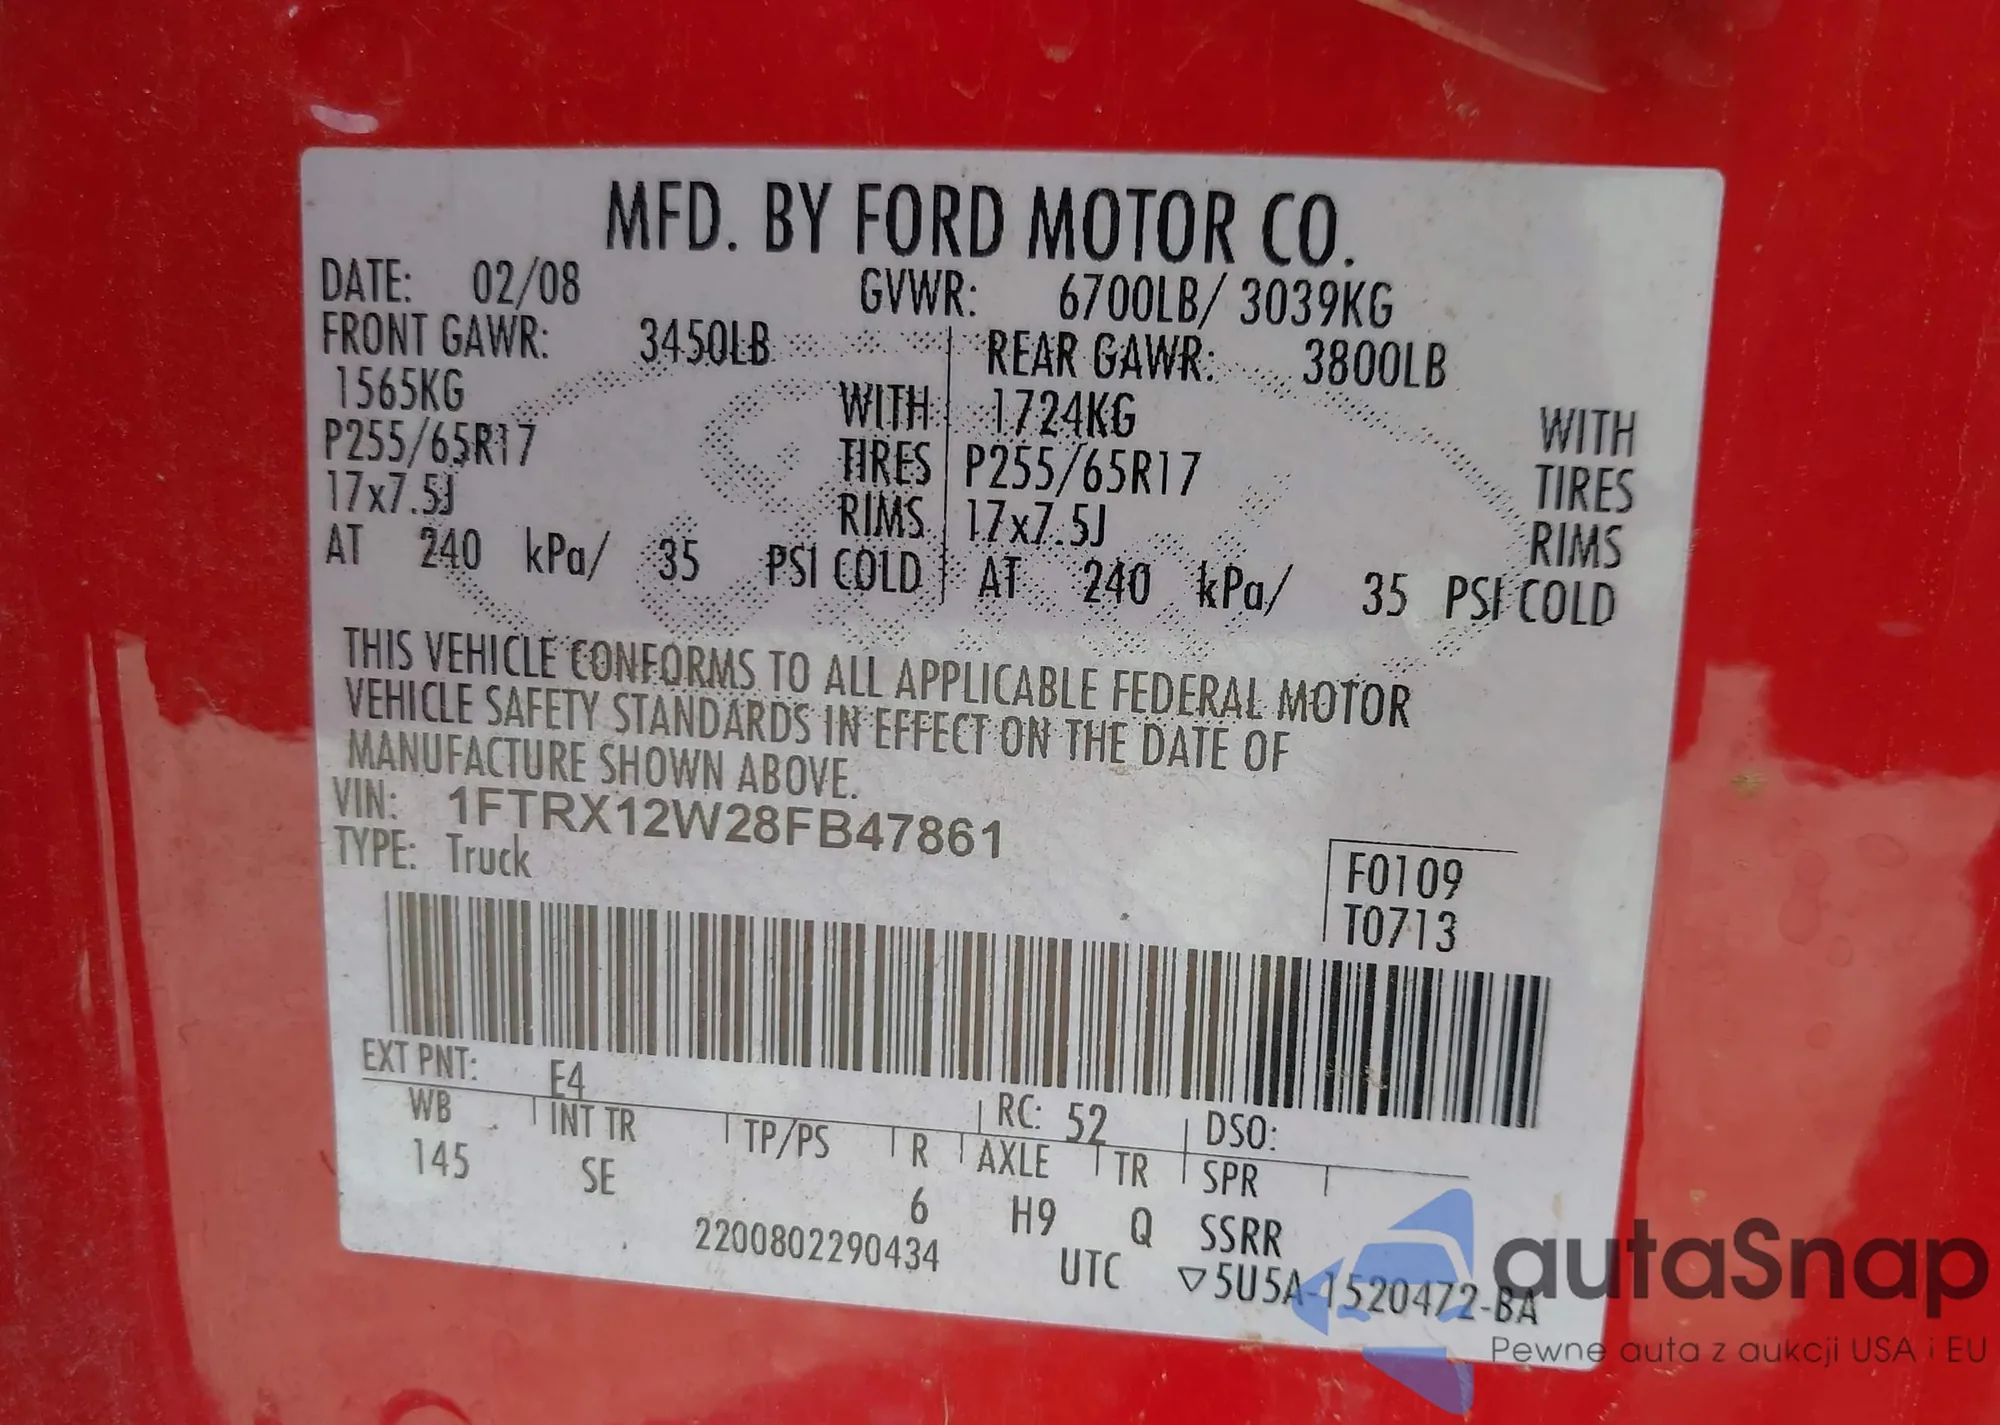 MFD. BY FORD MOTOR CO.
DATE: 02/08 GVWR: 6700LB/ 3039KG
FRONT GAWR: 3450LB REAR GAWR: 3800LB
1565KG WITH 1724KG WITH
P255/65R17 TIRES P255/65R17 TIRES
17x7.5J RIMS 17x7.5J RIMS
AT 240 kPa/ 35 PSI COLD AT 240 kPa/ 35 PSI COLD
THIS VEHICLE CONFORMS TO ALL APPLICABLE FEDERAL MOTOR
VEHICLE SAFETY STANDARDS IN EFFECT ON THE DATE OF
MANUFACTURE SHOWN ABOVE.
VIN: 1FTRX12W28FB47861
TYPE: Truck
F0109
T0713
EXT PNT: E4 RC: 52 DSO:
WB INT TR TP/PS R AXLE TR SPR
145 SE 6 H9 Q SSRR
2200802290434 UTC ▽5U5A-1520472-BA
autaSnap
Pewne auta z aukcji USA i EU